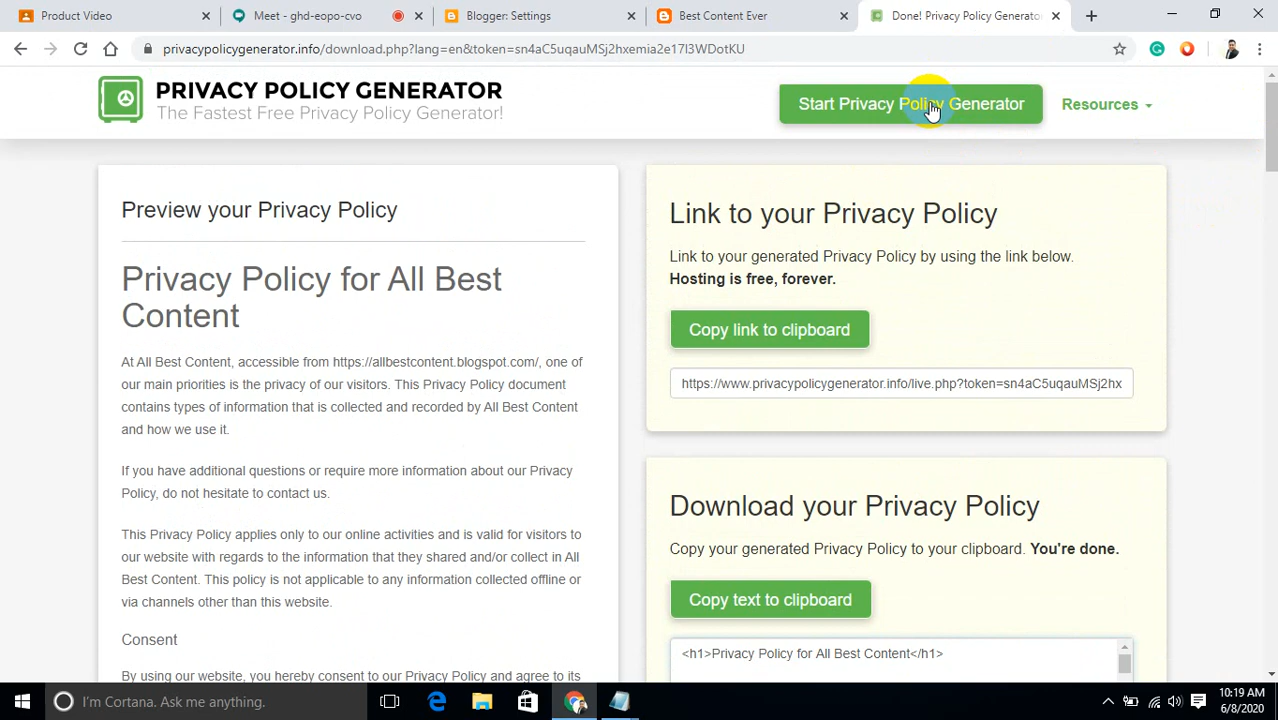 Product Video
Meet - ghd-eopo-cvo
Blogger: Settings
Best Content Ever
Done! Privacy Policy Generator
privacypolicygenerator.info/download.php?lang=en&token=sn4aC5uqauMSj2hxemia2e17l3WDotKU
PRIVACY POLICY GENERATOR
The Fastest Free Privacy Policy Generator!
Start Privacy Policy Generator
Resources
Preview your Privacy Policy
Privacy Policy for All Best
Content
At All Best Content, accessible from https://allbestcontent.blogspot.com/, one of
our main priorities is the privacy of our visitors. This Privacy Policy document
contains types of information that is collected and recorded by All Best Content
and how we use it.
If you have additional questions or require more information about our Privacy
Policy, do not hesitate to contact us.
This Privacy Policy applies only to our online activities and is valid for visitors to
our website with regards to the information that they shared and/or collect in All
Best Content. This policy is not applicable to any information collected offline or
via channels other than this website.
Consent
By using our website, you hereby consent to our Privacy Policy and agree to its
Link to your Privacy Policy
Link to your generated Privacy Policy by using the link below.
Hosting is free, forever.
Copy link to clipboard
https://www.privacypolicygenerator.info/live.php?token=sn4aC5uqauMSj2hx
Download your Privacy Policy
Copy your generated Privacy Policy to your clipboard. You're done.
Copy text to clipboard
<h1>Privacy Policy for All Best Content</h1>
I'm Cortana. Ask me anything.
10:19 AM
6/8/2020